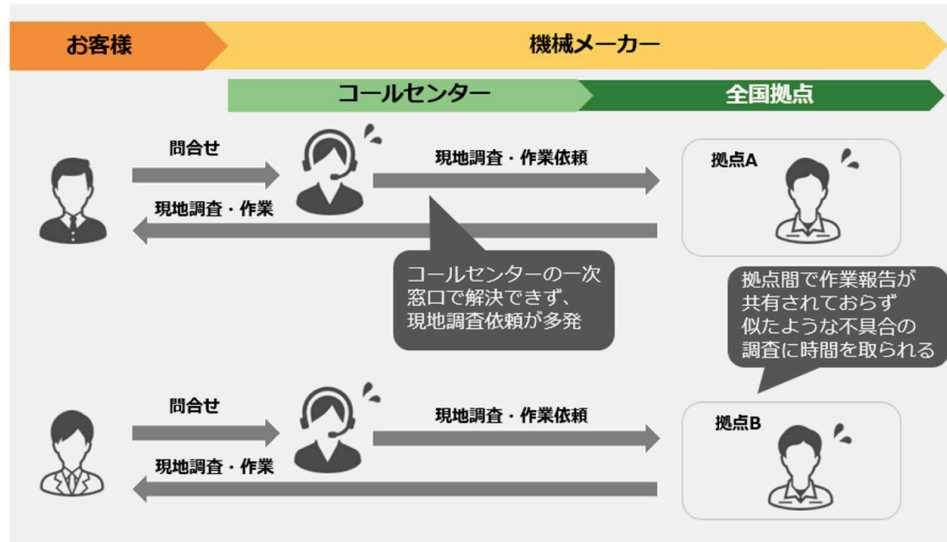 お客様
機械メーカー
コールセンター
全国拠点
問合せ
現地調査・作業依頼
拠点A
現地調査・作業
コールセンターの一次
窓口で解決できず、
現地調査依頼が多発
拠点間で作業報告が
共有されておらず
似たような不具合の
調査に時間を取られる
問合せ
現地調査・作業依頼
拠点B
現地調査・作業